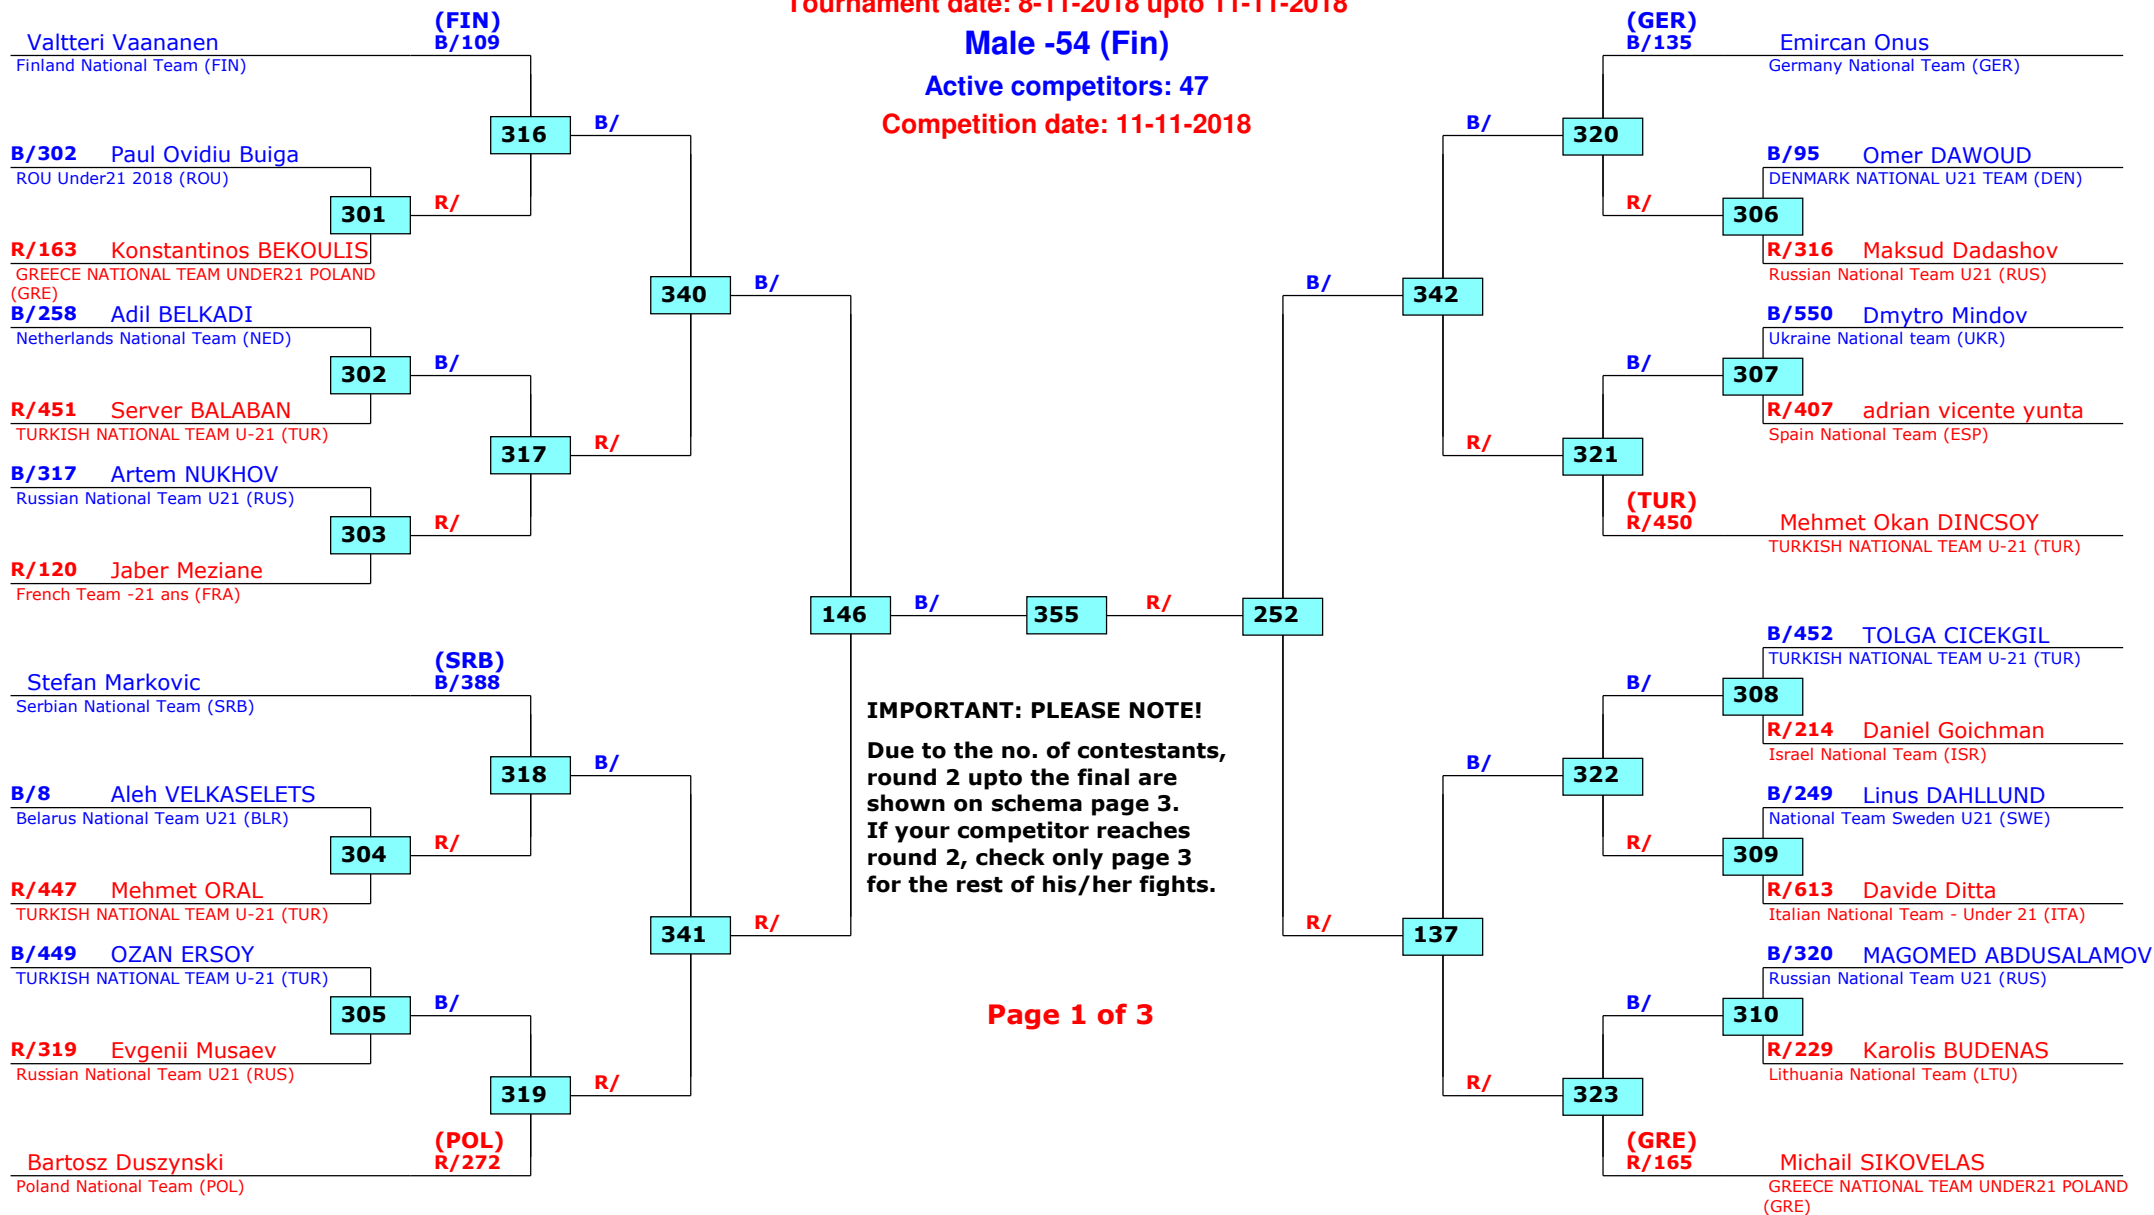 Tournament date: 8-11-2018 upto 11-11-2018
Male -54 (Fin)
Active competitors: 47
Competition date: 11-11-2018
(FIN)
Valtteri Vaananen B/109
Finland National Team (FIN)
316 B/
B/302 Paul Ovidiu Buiga
ROU Under21 2018 (ROU)
301 R/
R/163 Konstantinos BEKOULIS
GREECE NATIONAL TEAM UNDER21 POLAND
(GRE)
340 B/
B/258 Adil BELKADI
Netherlands National Team (NED)
302 B/
R/451 Server BALABAN
TURKISH NATIONAL TEAM U-21 (TUR)
317 R/
B/317 Artem NUKHOV
Russian National Team U21 (RUS)
303 R/
R/120 Jaber Meziane
French Team -21 ans (FRA)
146 B/ 355 R/ 252
(SRB)
Stefan Markovic B/388
Serbian National Team (SRB)
318 B/
B/8 Aleh VELKASELETS
Belarus National Team U21 (BLR)
304 R/
R/447 Mehmet ORAL
TURKISH NATIONAL TEAM U-21 (TUR)
341 R/
B/449 OZAN ERSOY
TURKISH NATIONAL TEAM U-21 (TUR)
305 B/
R/319 Evgenii Musaev
Russian National Team U21 (RUS)
319 R/
(POL)
Bartosz Duszynski R/272
Poland National Team (POL)
IMPORTANT: PLEASE NOTE!
Due to the no. of contestants,
round 2 upto the final are
shown on schema page 3.
If your competitor reaches
round 2, check only page 3
for the rest of his/her fights.
Page 1 of 3
(GER)
B/135 Emircan Onus
Germany National Team (GER)
B/ 320
B/95 Omer DAWOUD
DENMARK NATIONAL U21 TEAM (DEN)
R/ 306
R/316 Maksud Dadashov
Russian National Team U21 (RUS)
B/ 342
B/550 Dmytro Mindov
Ukraine National team (UKR)
B/ 307
R/407 adrian vicente yunta
Spain National Team (ESP)
R/ 321
(TUR)
R/450 Mehmet Okan DINCSOY
TURKISH NATIONAL TEAM U-21 (TUR)
B/452 TOLGA CICEKGIL
TURKISH NATIONAL TEAM U-21 (TUR)
B/ 308
R/214 Daniel Goichman
Israel National Team (ISR)
B/ 322
B/249 Linus DAHLLUND
National Team Sweden U21 (SWE)
R/ 309
R/613 Davide Ditta
Italian National Team - Under 21 (ITA)
R/ 137
B/320 MAGOMED ABDUSALAMOV
Russian National Team U21 (RUS)
B/ 310
R/229 Karolis BUDENAS
Lithuania National Team (LTU)
R/ 323
(GRE)
R/165 Michail SIKOVELAS
GREECE NATIONAL TEAM UNDER21 POLAND
(GRE)